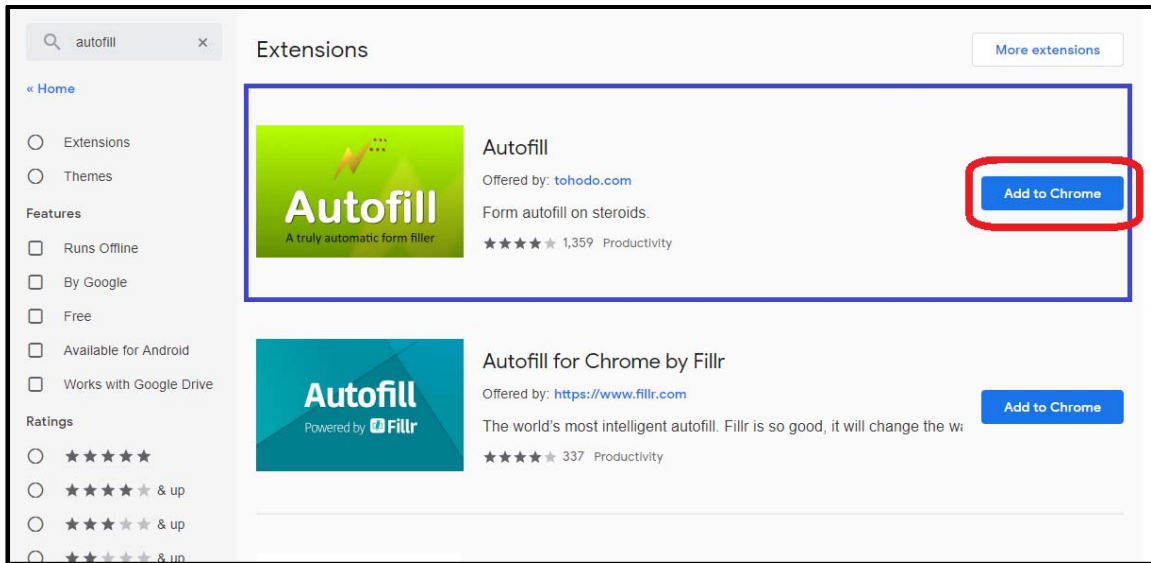 autofill ×
« Home
Extensions
Themes
Features
Runs Offline
By Google
Free
Available for Android
Works with Google Drive
Ratings
& up
& up
& up
Extensions
More extensions
Autofill
A truly automatic form filler
Autofill
Offered by: tohodo.com
Form autofill on steroids.
1,359 Productivity
Add to Chrome
Autofill
Powered by Fillr
Autofill for Chrome by Fillr
Offered by: https://www.fillr.com
The world's most intelligent autofill. Fillr is so good, it will change the
337 Productivity
Add to Chrome